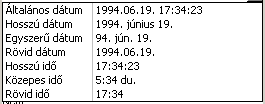 Általános dátum 1994.06.19. 17:34:23
Hosszú dátum 1994. június 19.
Egyszerű dátum 94. jún. 19.
Rövid dátum 1994.06.19.
Hosszú idő 17:34:23
Közepes idő 5:34 du.
Rövid idő 17:34